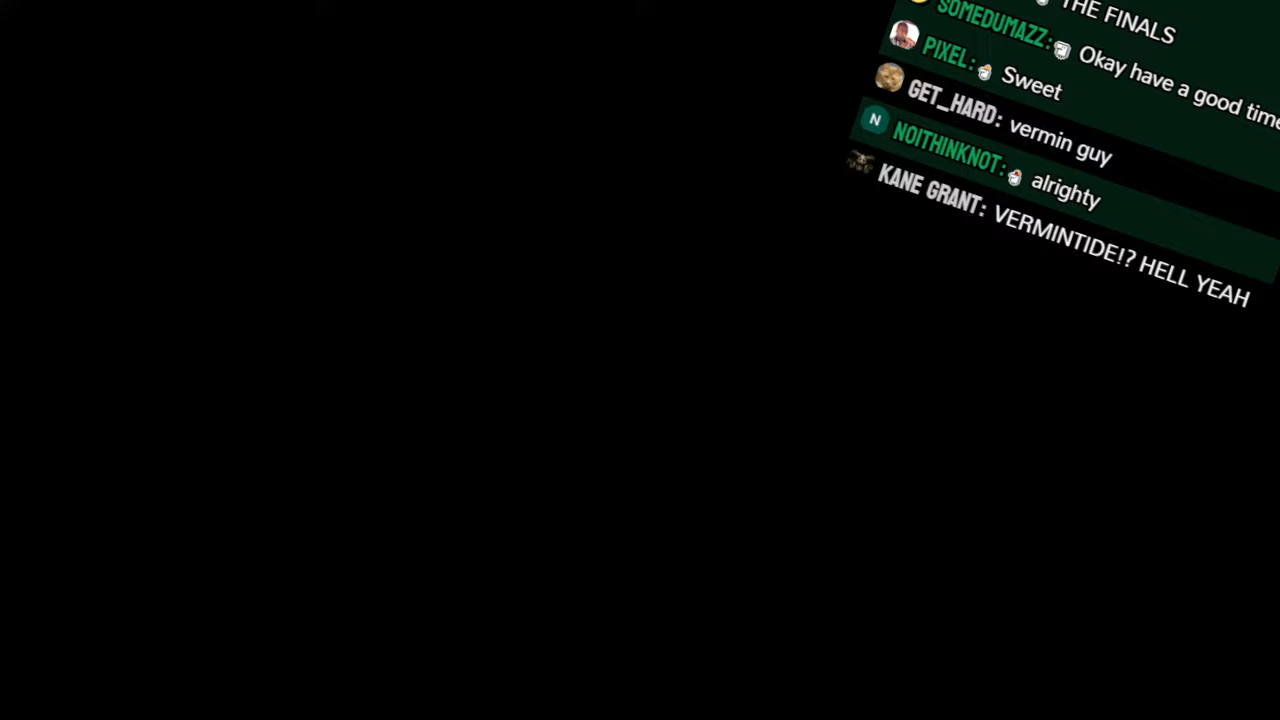 THE FINALS
SOMEDUMAZZ: Okay have a good time
PIXEL: Sweet
GET_HARD: vermin guy
N NOITHINKNOT: alrighty
KANE GRANT: VERMINTIDE!? HELL YEAH